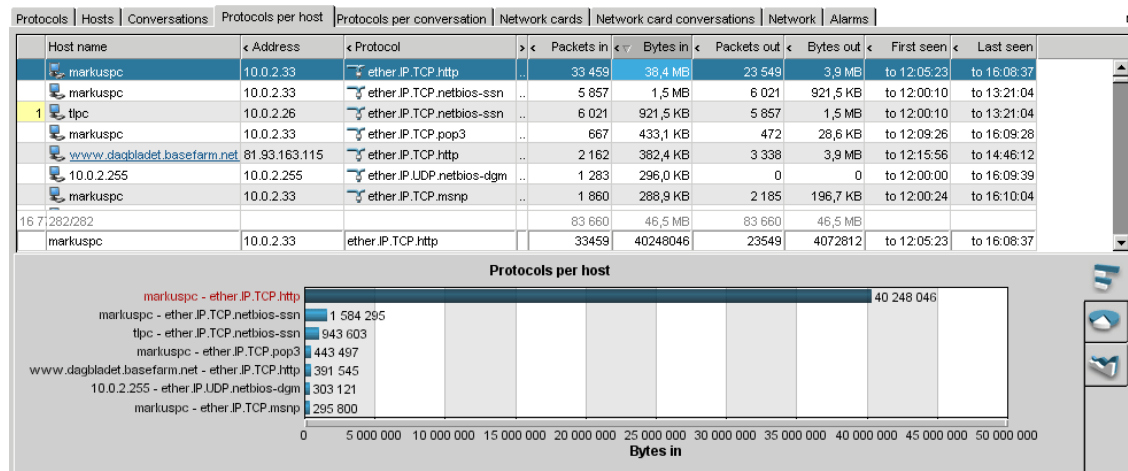 Protocols Hosts Conversations Protocols per host Protocols per conversation Network cards Network card conversations Network Alarms
Host name < Address < Protocol > < Packets in < Bytes in < Packets out < Bytes out < First seen < Last seen
markuspc 10.0.2.33 ether.IP.TCP.http .. 33 459 38,4 MB 23 549 3,9 MB to 12:05:23 to 16:08:37
markuspc 10.0.2.33 ether.IP.TCP.netbios-ssn .. 5 857 1,5 MB 6 021 921,5 KB to 12:00:10 to 13:21:04
1 tlpc 10.0.2.26 ether.IP.TCP.netbios-ssn .. 6 021 921,5 KB 5 857 1,5 MB to 12:00:10 to 13:21:04
markuspc 10.0.2.33 ether.IP.TCP.pop3 .. 667 433,1 KB 472 28,6 KB to 12:09:26 to 16:09:28
www.dagbladet.basefarm.net 81.93.163.115 ether.IP.TCP.http .. 2 162 382,4 KB 3 338 3,9 MB to 12:15:56 to 14:46:12
10.0.2.255 10.0.2.255 ether.IP.UDP.netbios-dgm .. 1 283 296,0 KB 0 0 to 12:00:00 to 16:09:39
markuspc 10.0.2.33 ether.IP.TCP.msnp .. 1 860 288,9 KB 2 185 196,7 KB to 12:00:24 to 16:10:04
282/282 83 660 46,5 MB 83 660 46,5 MB
markuspc 10.0.2.33 ether.IP.TCP.http 33459 40248046 23549 4072812 to 12:05:23 to 16:08:37
Protocols per host
markuspc - ether.IP.TCP.http 40 248 046
markuspc - ether.IP.TCP.netbios-ssn 1 584 295
tlpc - ether.IP.TCP.netbios-ssn 943 603
markuspc - ether.IP.TCP.pop3 443 497
www.dagbladet.basefarm.net - ether.IP.TCP.http 391 545
10.0.2.255 - ether.IP.UDP.netbios-dgm 303 121
markuspc - ether.IP.TCP.msnp 295 800
0 5 000 000 10 000 000 15 000 000 20 000 000 25 000 000 30 000 000 35 000 000 40 000 000 45 000 000 50 000 000
Bytes in